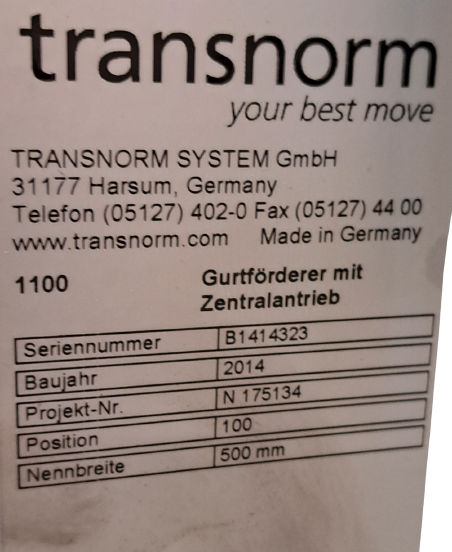 transnorm
your best move
TRANSNORM SYSTEM GmbH
31177 Harsum, Germany
Telefon (05127) 402-0 Fax (05127) 44 00
www.transnorm.com Made in Germany
1100 Gurtförderer mit
Zentralantrieb
Seriennummer B1414323
Baujahr 2014
Projekt-Nr. N 175134
Position 100
Nennbreite 500 mm